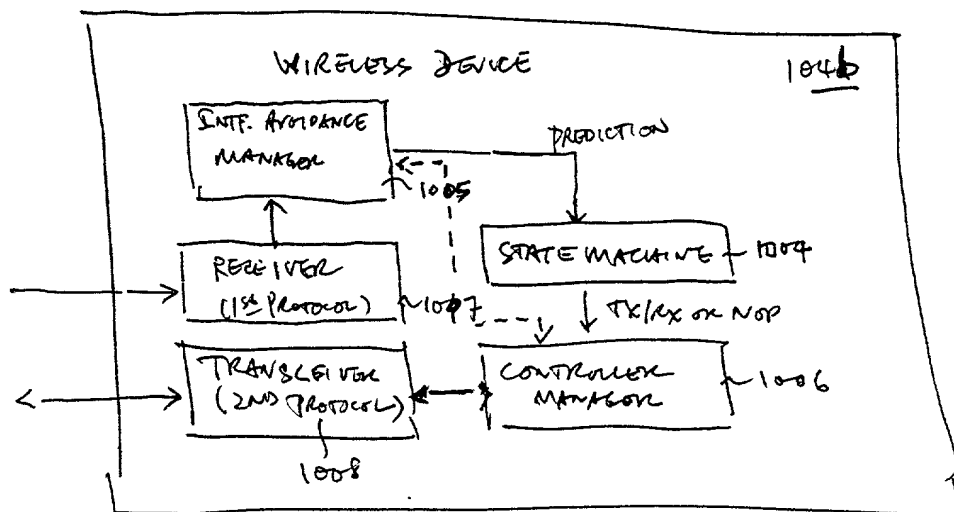 WIRELESS DEVICE
104b
INTF. AVOIDANCE
MANAGER
PREDICTION
1005
STATE MACHINE
1004
RECEIVER
(1st PROTOCOL)
1007
TX/RX OR NOP
TRANSCEIVER
(2ND PROTOCOL)
CONTROLLER
MANAGER
1006
1008